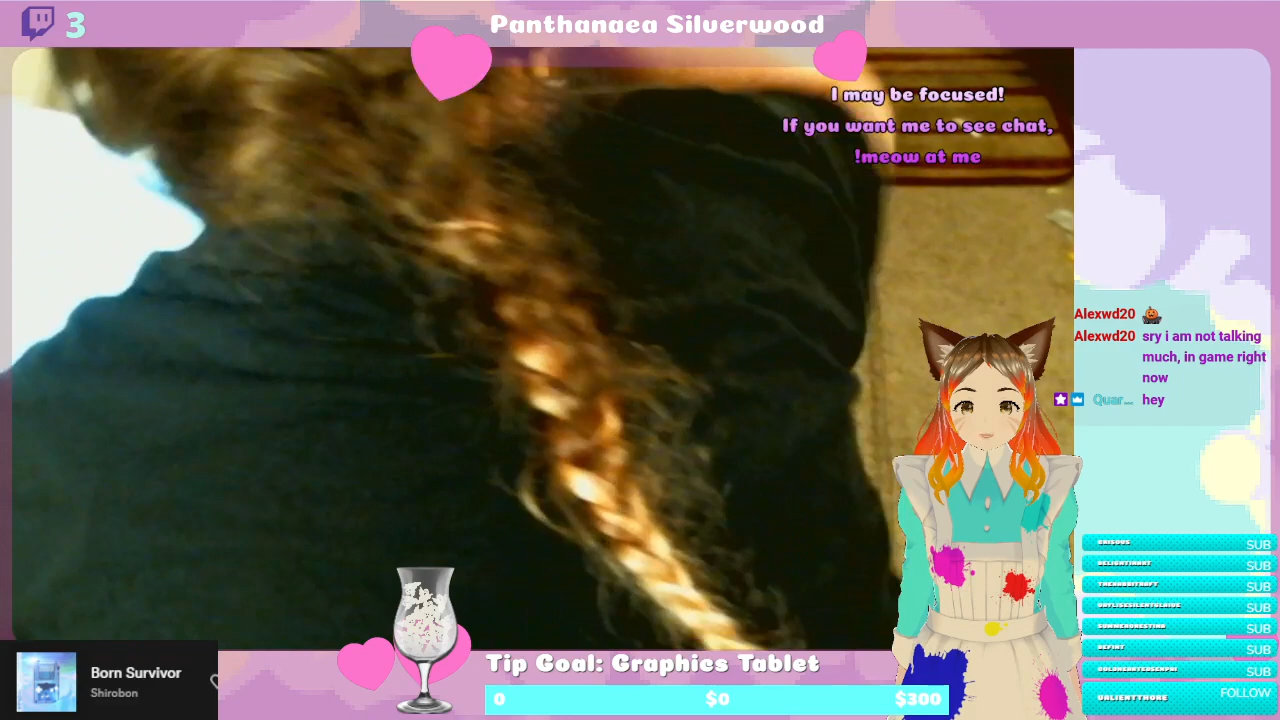 3
Panthanaea Silverwood
I may be focused!
If you want me to see chat,
!meow at me
Alexwd20
Alexwd20 sry i am not talking
much, in game right
now
Quar... hey
SUB
SUB
SUB
SUB
SUB
SUB
SUB
FOLLOW
Born Survivor
Shirobon
Tip Goal: Graphics Tablet
0 $0 $300